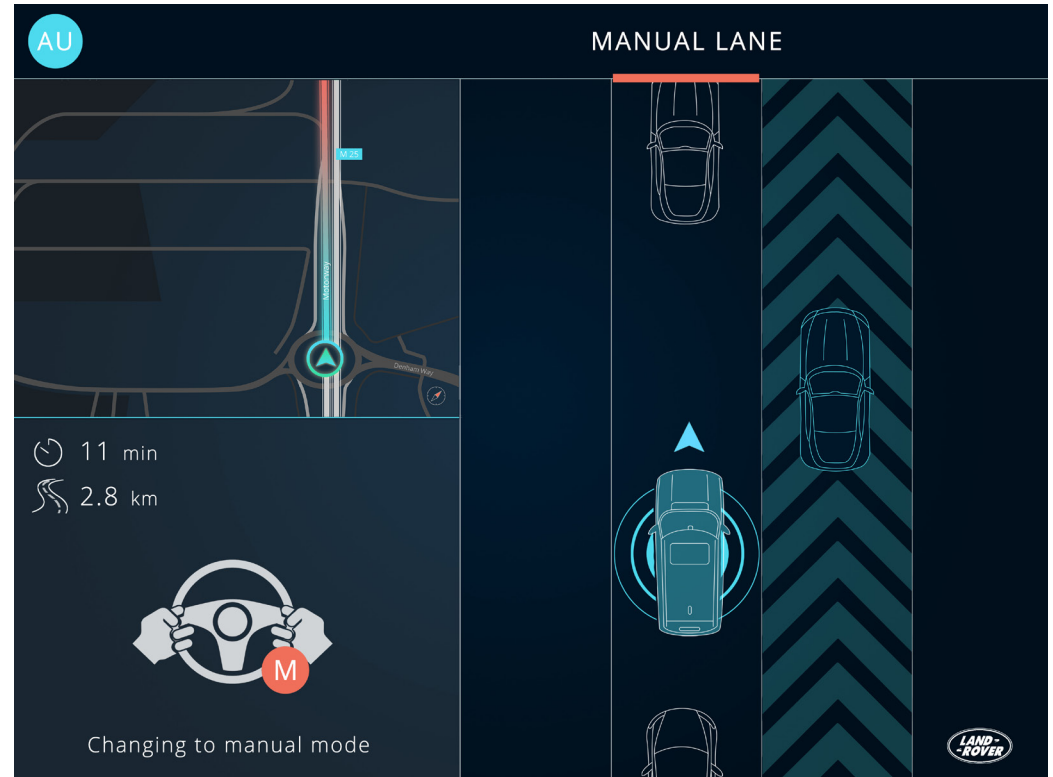 AU
MANUAL LANE
M 25
Motorway
Denham Way
11 min
2.8 km
M
Changing to manual mode
LAND-
-ROVER